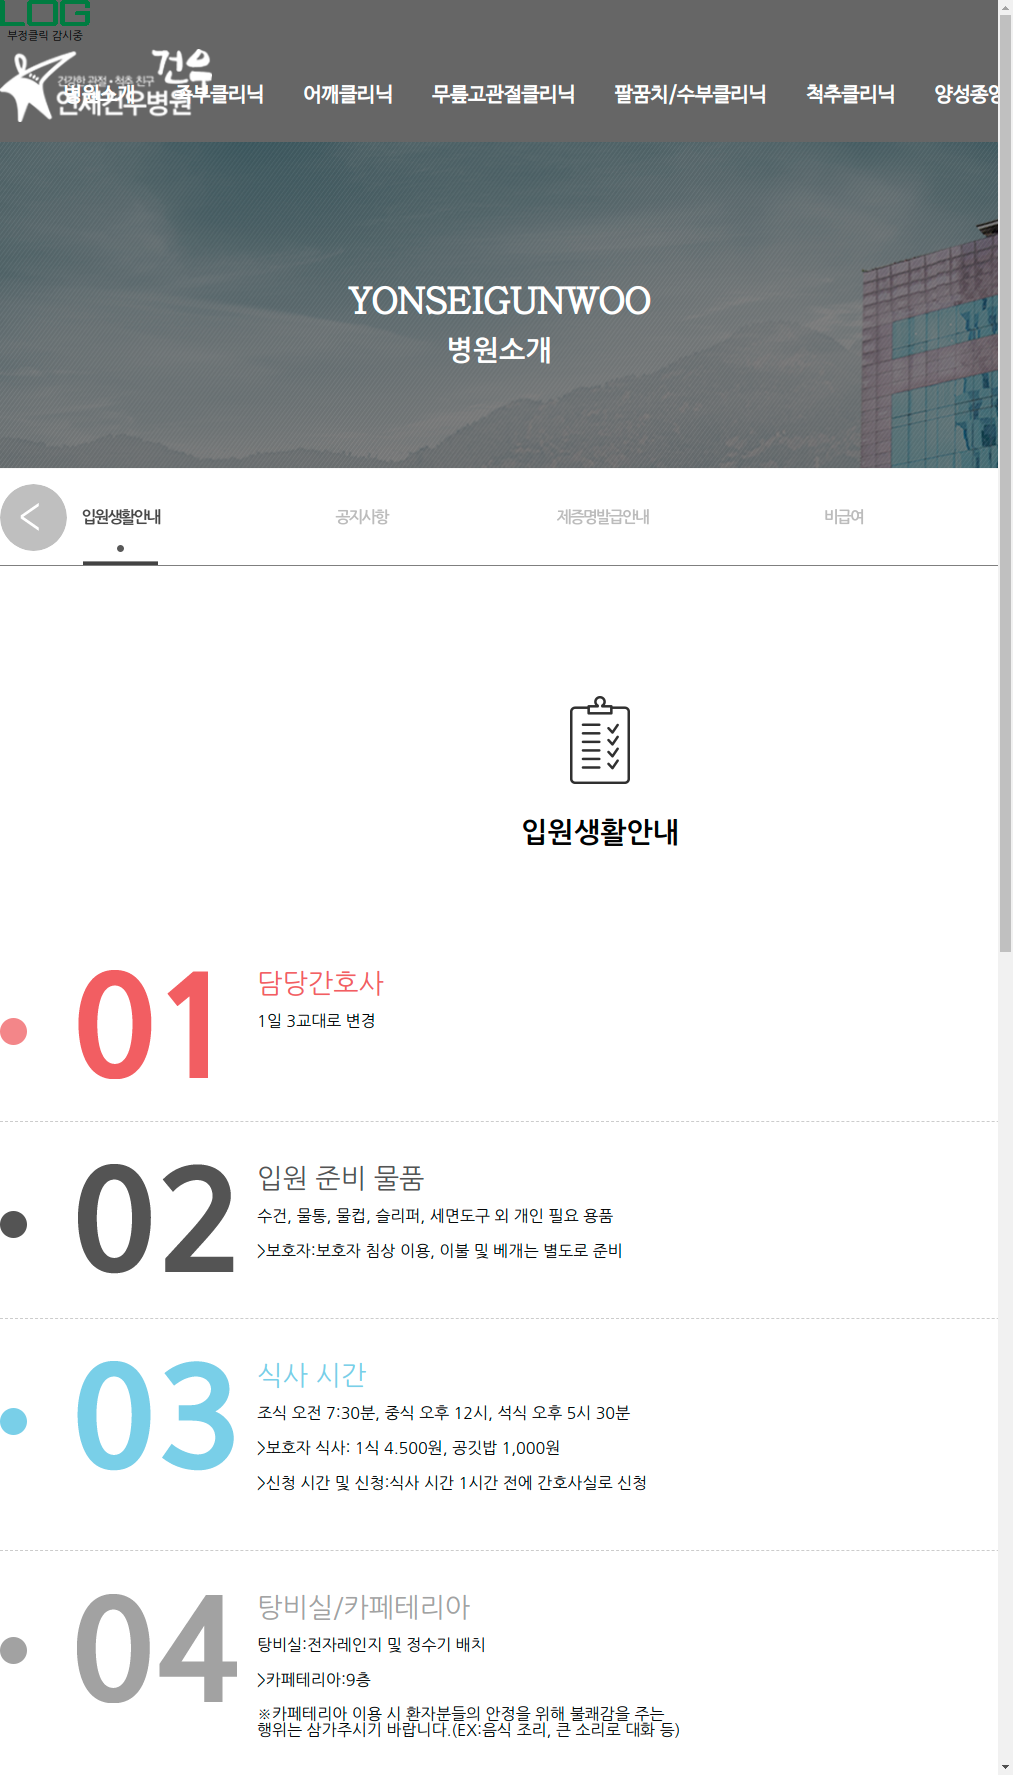 LOG
부정클릭 감시중
건강한 관절•척추 친구 건우
연세건우병원
병원소개 족부클리닉 어깨클리닉 무릎고관절클리닉 팔꿈치/수부클리닉 척추클리닉 양성종양
YONSEIGUNWOO
병원소개
입원생활안내 공지사항 제증명발급안내 비급여
입원생활안내
01
담당간호사
1일 3교대로 변경
02
입원 준비 물품
수건, 물통, 물컵, 슬리퍼, 세면도구 외 개인 필요 용품
>보호자:보호자 침상 이용, 이불 및 베개는 별도로 준비
03
식사 시간
조식 오전 7:30분, 중식 오후 12시, 석식 오후 5시 30분
>보호자 식사: 1식 4.500원, 공깃밥 1,000원
>신청 시간 및 신청:식사 시간 1시간 전에 간호사실로 신청
04
탕비실/카페테리아
탕비실:전자레인지 및 정수기 배치
>카페테리아:9층
※카페테리아 이용 시 환자분들의 안정을 위해 불쾌감을 주는
행위는 삼가주시기 바랍니다.(EX:음식 조리, 큰 소리로 대화 등)